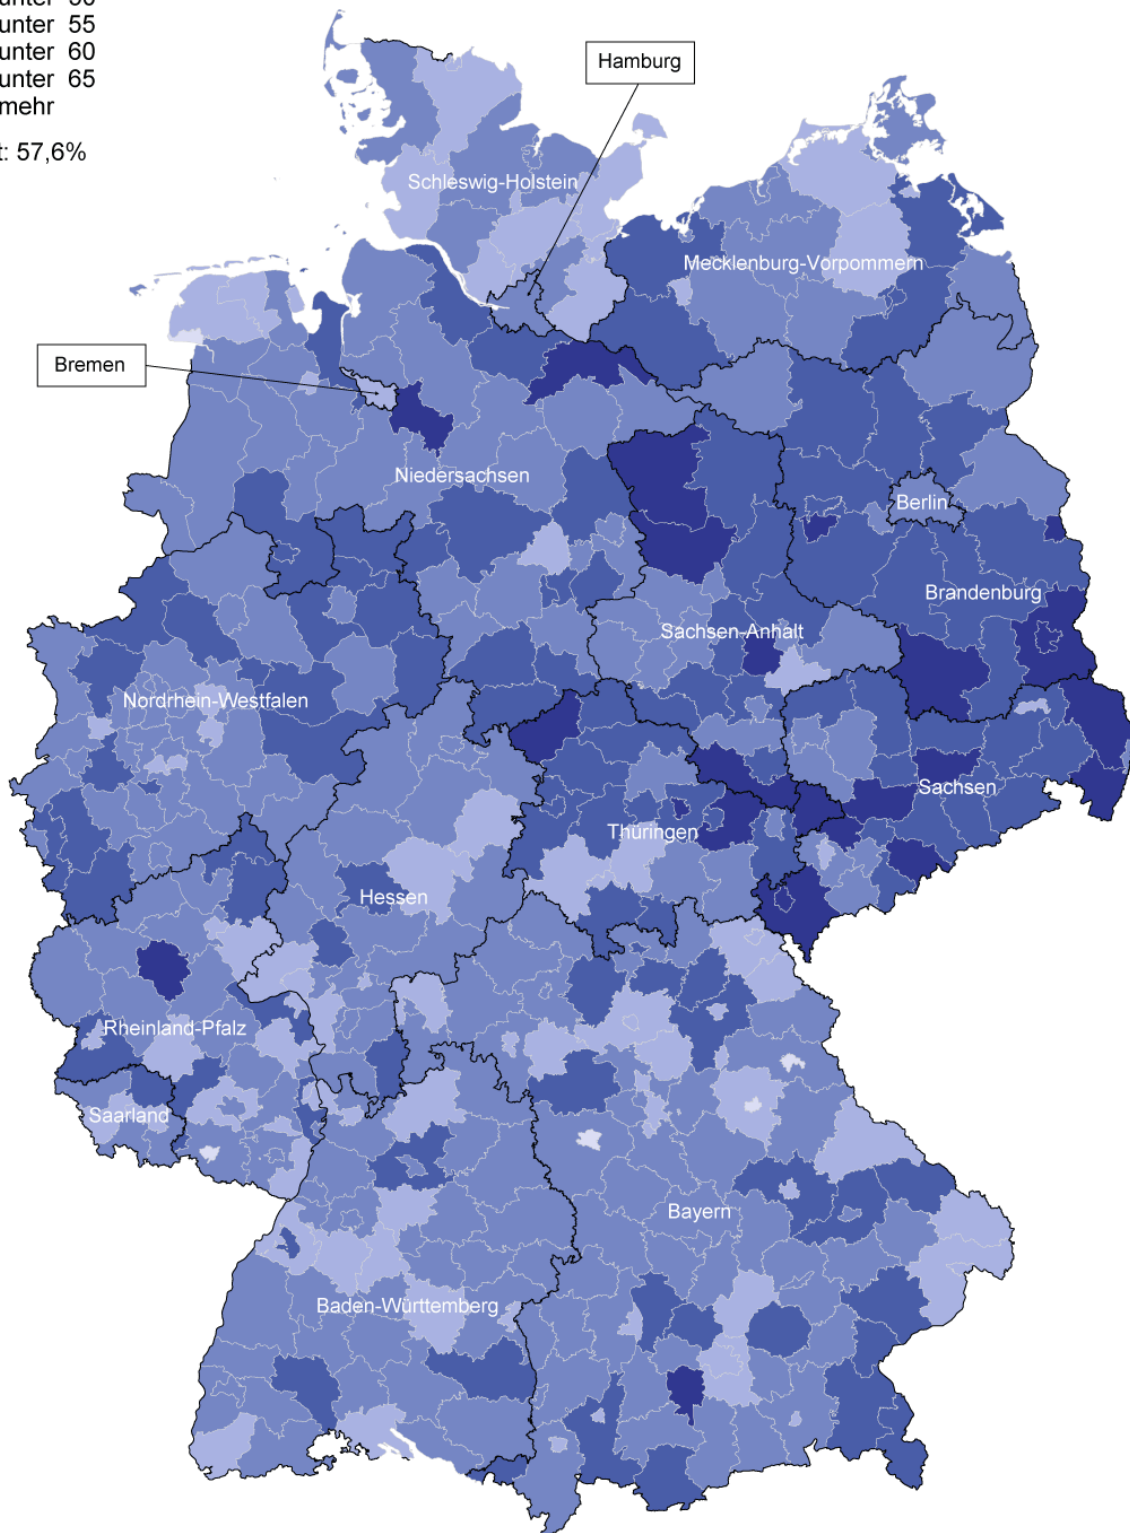 unter 55
unter 60
unter 65
mehr
t: 57,6%
Hamburg
Schleswig-Holstein
Mecklenburg-Vorpommern
Bremen
Niedersachsen
Berlin
Brandenburg
Sachsen-Anhalt
Nordrhein-Westfalen
Sachsen
Thüringen
Hessen
Rheinland-Pfalz
Saarland
Bayern
Baden-Württemberg